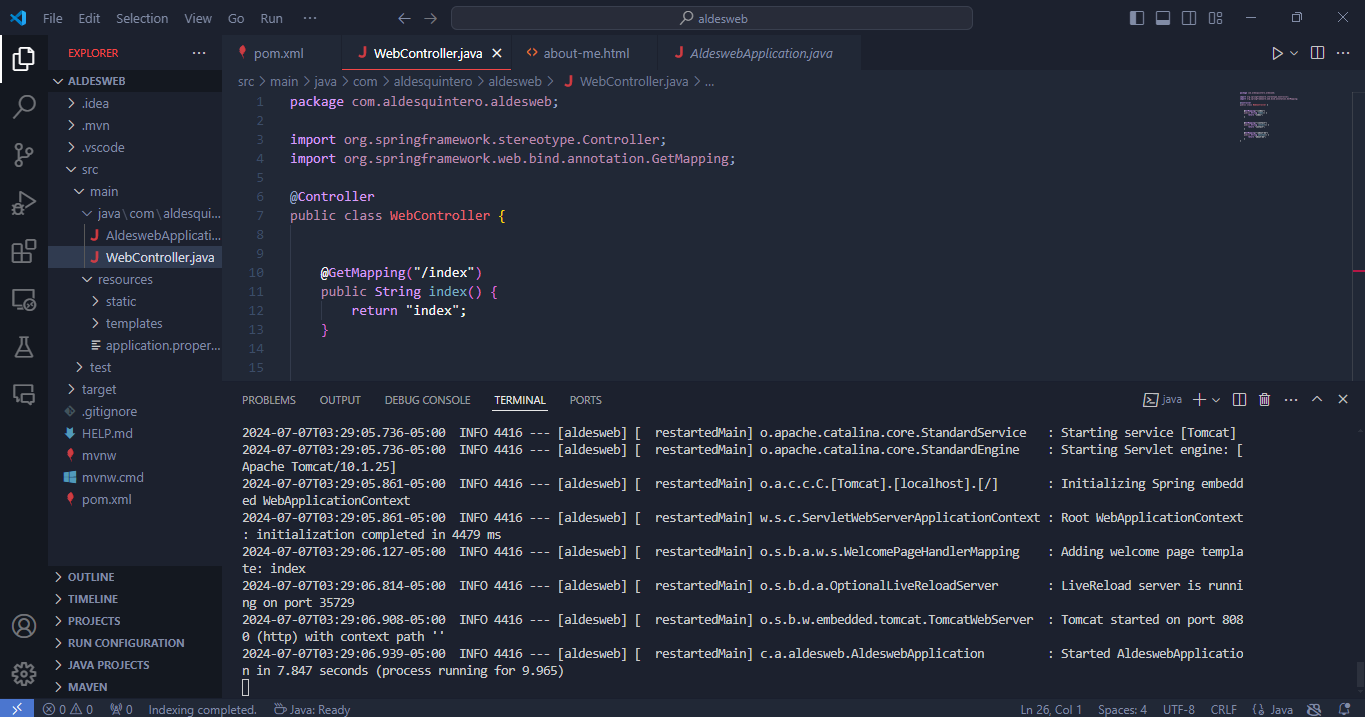 File Edit Selection View Go Run ··· aldesweb
EXPLORER ···
ALDESWEB
.idea
.mvn
.vscode
src
main
java\com\aldesqui...
AldeswebApplicati...
WebController.java
resources
static
templates
application.proper...
test
target
.gitignore
HELP.md
mvnw
mvnw.cmd
pom.xml
OUTLINE
TIMELINE
PROJECTS
RUN CONFIGURATION
JAVA PROJECTS
MAVEN
pom.xml WebController.java about-me.html AldeswebApplication.java
src > main > java > com > aldesquintero > aldesweb > WebController.java > ...
1 package com.aldesquintero.aldesweb;
2
3 import org.springframework.stereotype.Controller;
4 import org.springframework.web.bind.annotation.GetMapping;
5
6 @Controller
7 public class WebController {
8
9
10 @GetMapping("/index")
11 public String index() {
12 return "index";
13 }
14
15
PROBLEMS OUTPUT DEBUG CONSOLE TERMINAL PORTS java
2024-07-07T03:29:05.736-05:00 INFO 4416 --- [aldesweb] [ restartedMain] o.apache.catalina.core.StandardService : Starting service [Tomcat]
2024-07-07T03:29:05.736-05:00 INFO 4416 --- [aldesweb] [ restartedMain] o.apache.catalina.core.StandardEngine : Starting Servlet engine: [
Apache Tomcat/10.1.25]
2024-07-07T03:29:05.861-05:00 INFO 4416 --- [aldesweb] [ restartedMain] o.a.c.c.C.[Tomcat].[localhost].[/] : Initializing Spring embedd
ed WebApplicationContext
2024-07-07T03:29:05.861-05:00 INFO 4416 --- [aldesweb] [ restartedMain] w.s.c.ServletWebServerApplicationContext : Root WebApplicationContext
: initialization completed in 4479 ms
2024-07-07T03:29:06.127-05:00 INFO 4416 --- [aldesweb] [ restartedMain] o.s.b.a.w.s.WelcomePageHandlerMapping : Adding welcome page templa
te: index
2024-07-07T03:29:06.814-05:00 INFO 4416 --- [aldesweb] [ restartedMain] o.s.b.d.a.OptionalLiveReloadServer : LiveReload server is runni
ng on port 35729
2024-07-07T03:29:06.908-05:00 INFO 4416 --- [aldesweb] [ restartedMain] o.s.b.w.embedded.tomcat.TomcatWebServer : Tomcat started on port 808
0 (http) with context path ''
2024-07-07T03:29:06.939-05:00 INFO 4416 --- [aldesweb] [ restartedMain] c.a.aldesweb.AldeswebApplication : Started AldeswebApplicatio
n in 7.847 seconds (process running for 9.965)
0 0 0 Indexing completed. Java: Ready Ln 26, Col 1 Spaces: 4 UTF-8 CRLF {} Java